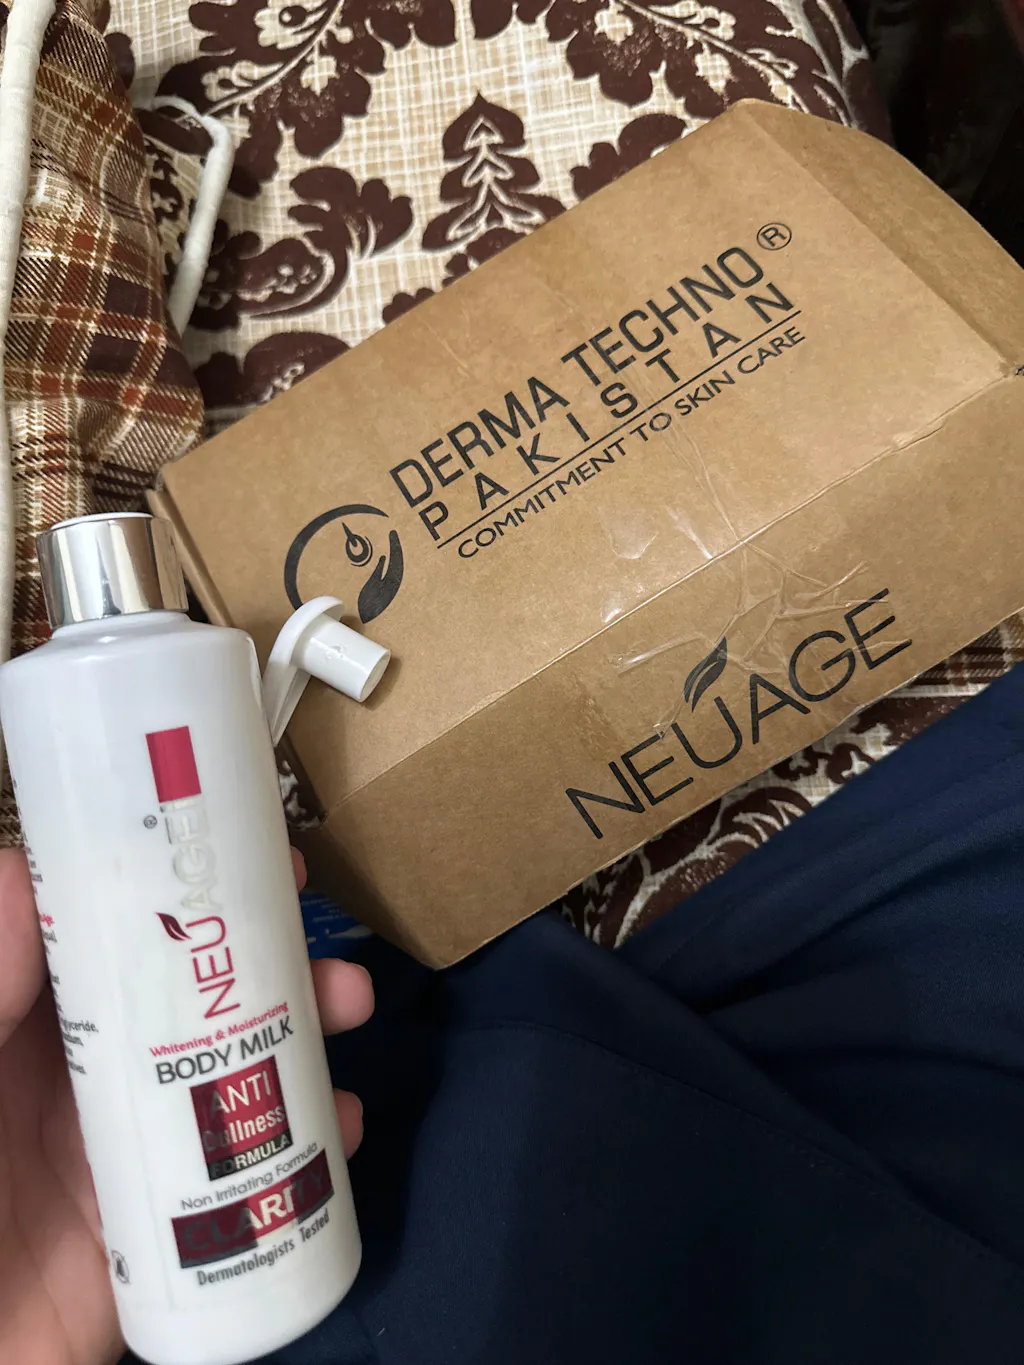 DERMA TECHNO ®
PAKISTAN
COMMITMENT TO SKIN CARE
NEUAGE
NEUAGE ®
Whitening & Moisturizing
BODY MILK
ANTI
Dullness
FORMULA
Non Irritating Formula
CLARITY
Dermatologists Tested